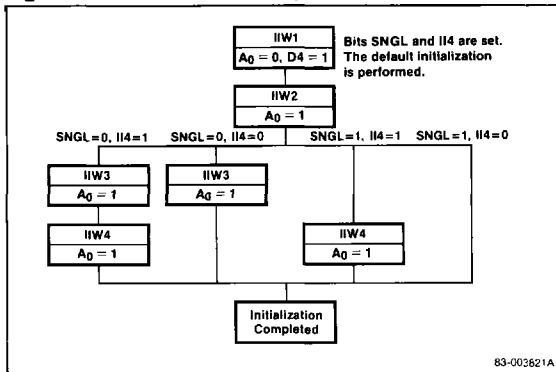 IIW1
A0 = 0, D4 = 1
Bits SNGL and II4 are set.
The default initialization
is performed.
IIW2
A0 = 1
SNGL=0, II4=1 SNGL=0, II4=0 SNGL=1, II4=1 SNGL=1, II4=0
IIW3
A0 = 1
IIW3
A0 = 1
IIW4
A0 = 1
IIW4
A0 = 1
Initialization
Completed
83-003821A